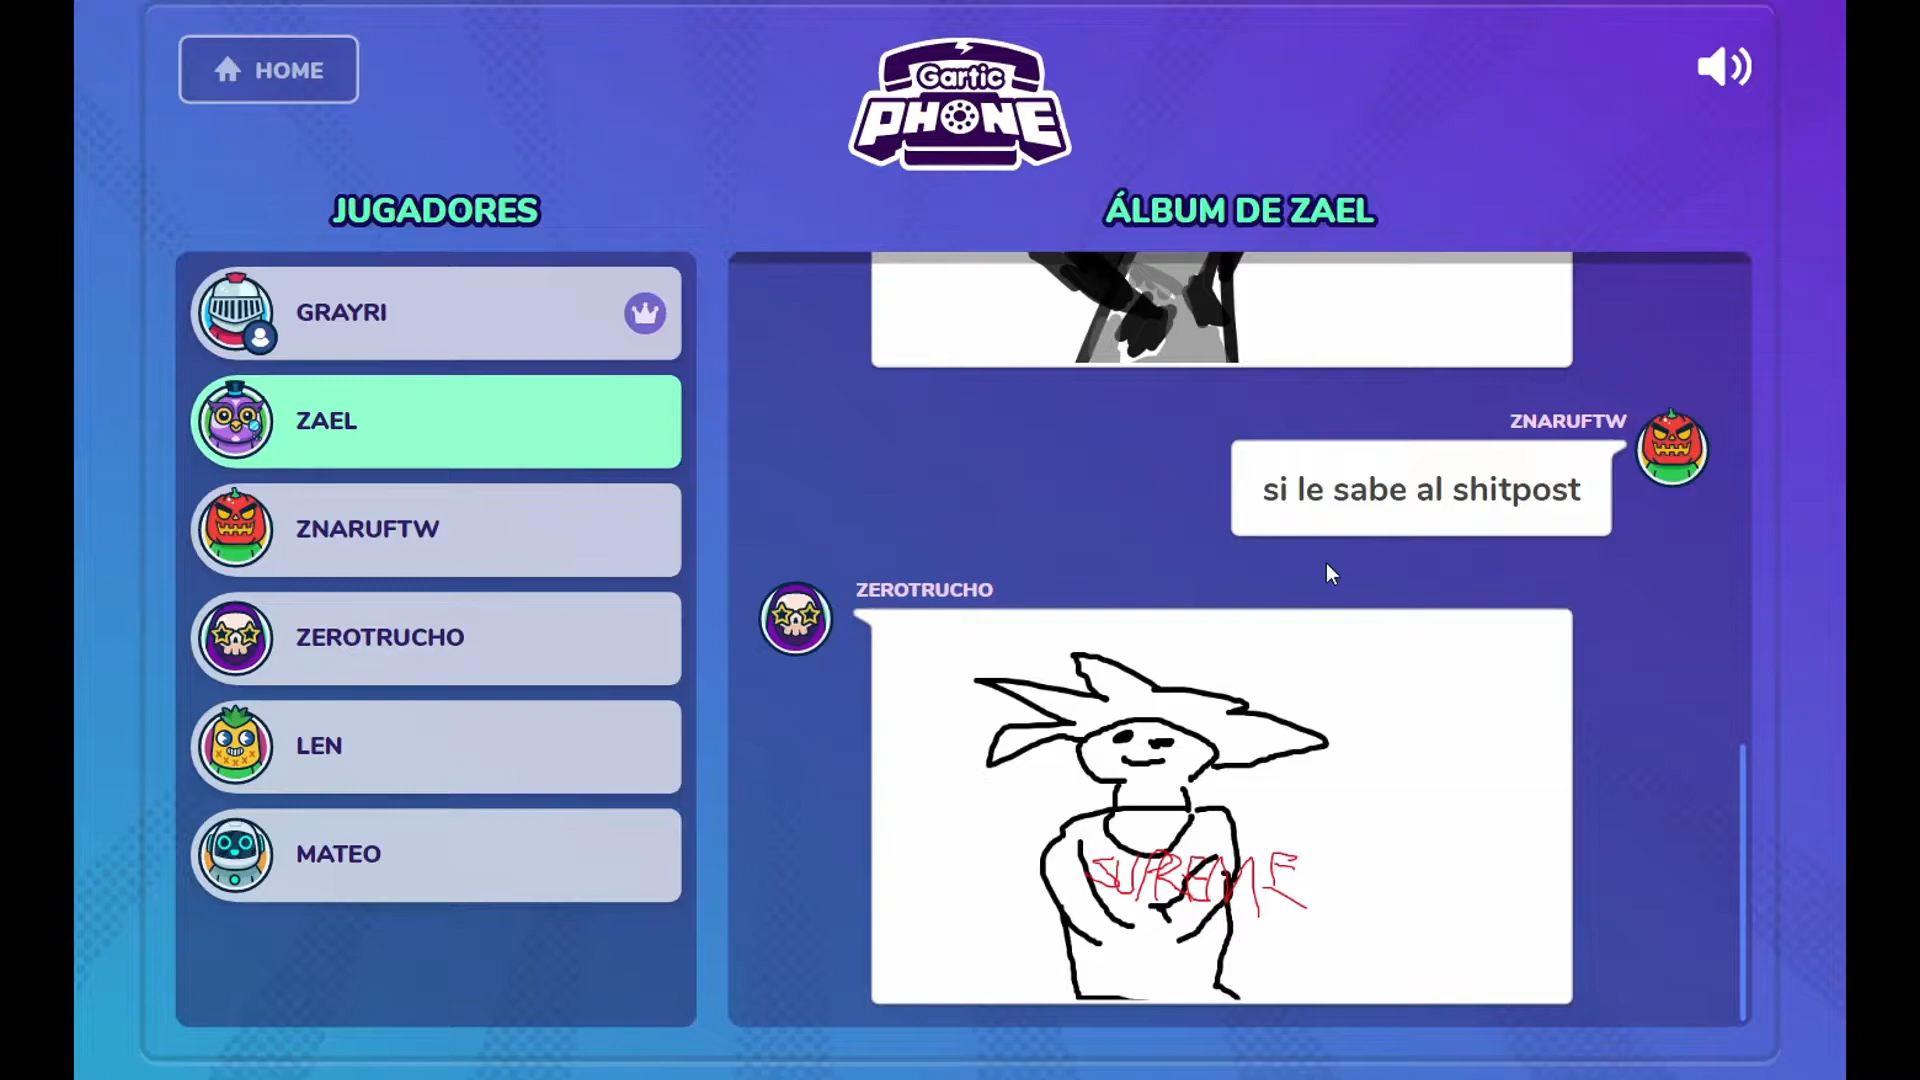 HOME
Gartic
PHONE
JUGADORES
ÁLBUM DE ZAEL
GRAYRI
ZAEL
ZNARUFTW
ZEROTRUCHO
LEN
MATEO
ZNARUFTW
si le sabe al shitpost
ZEROTRUCHO
SUPREME